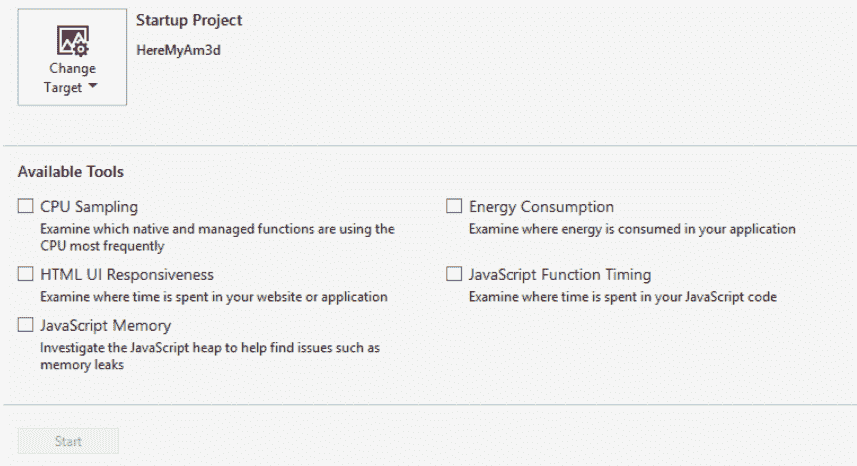 Startup Project
Change
Target
HereMyAm3d
Available Tools
CPU Sampling
Examine which native and managed functions are using the
CPU most frequently
Energy Consumption
Examine where energy is consumed in your application
HTML UI Responsiveness
Examine where time is spent in your website or application
JavaScript Function Timing
Examine where time is spent in your JavaScript code
JavaScript Memory
Investigate the JavaScript heap to help find issues such as
memory leaks
Start